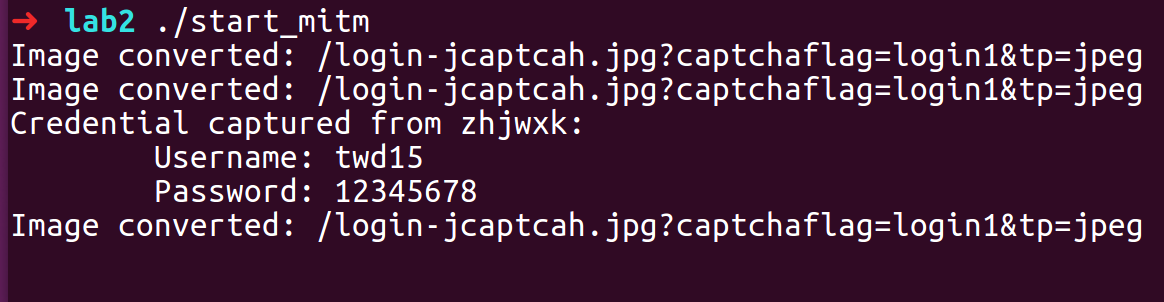 ➜ lab2 ./start_mitm
Image converted: /login-jcaptcah.jpg?captchaflag=login1&tp=jpeg
Image converted: /login-jcaptcah.jpg?captchaflag=login1&tp=jpeg
Credential captured from zhjwxk:
Username: twd15
Password: 12345678
Image converted: /login-jcaptcah.jpg?captchaflag=login1&tp=jpeg